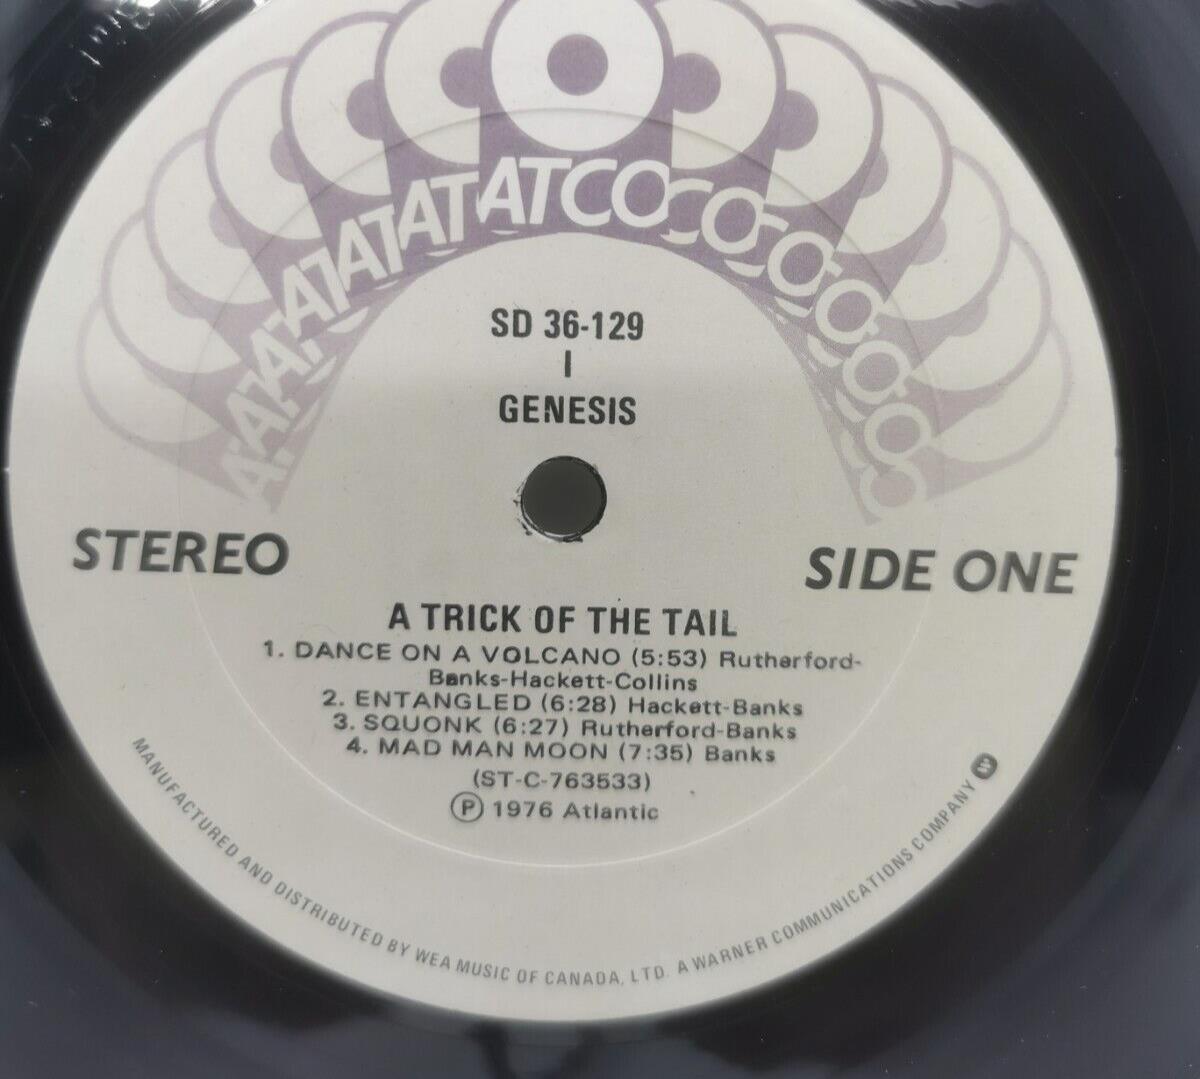 ATATATATATATCOCOCOCOCOCO
SD 36-129
I
GENESIS
STEREO
SIDE ONE
A TRICK OF THE TAIL
1. DANCE ON A VOLCANO (5:53) Rutherford-
Banks-Hackett-Collins
2. ENTANGLED (6:28) Hackett-Banks
3. SQUONK (6:27) Rutherford-Banks
4. MAD MAN MOON (7:35) Banks
(ST-C-763533)
Ⓟ 1976 Atlantic
MANUFACTURED AND DISTRIBUTED BY WEA MUSIC OF CANADA, LTD. A WARNER COMMUNICATIONS COMPANY